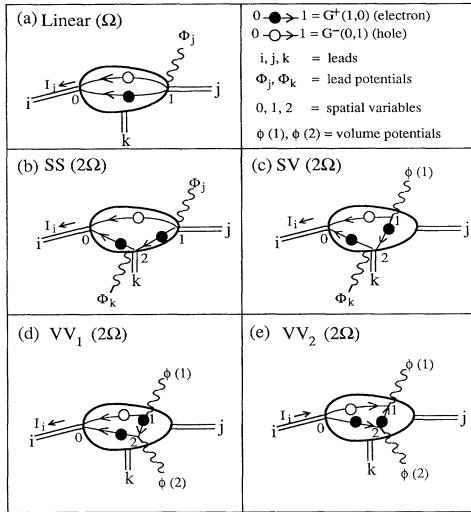 (a) Linear (Ω)
Φj
Ii
0
1
i
j
k
0 1 = G⁺(1,0) (electron)
0 1 = G⁻(0,1) (hole)
i, j, k = leads
Φj, Φk = lead potentials
0, 1, 2 = spatial variables
ϕ (1), ϕ (2) = volume potentials
(b) SS (2Ω)
Φj
Ii
0
1
i
2
j
k
Φk
(c) SV (2Ω)
ϕ (1)
Ii
1
0
i
2
j
k
Φk
(d) VV₁ (2Ω)
ϕ (1)
Ii
1
0
i
2
j
k
ϕ (2)
(e) VV₂ (2Ω)
ϕ (1)
Ii
1
0
i
2
j
k
ϕ (2)